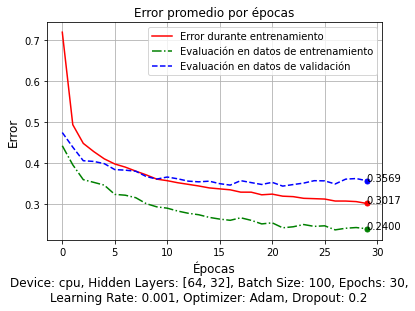 Error promedio por épocas
Error durante entrenamiento
Evaluación en datos de entrenamiento
Evaluación en datos de validación
Error
0.7
0.6
0.5
0.4
0.3
0.3569
0.3017
0.2400
0
5
10
15
20
25
30
Épocas
Device: cpu, Hidden Layers: [64, 32], Batch Size: 100, Epochs: 30,
Learning Rate: 0.001, Optimizer: Adam, Dropout: 0.2